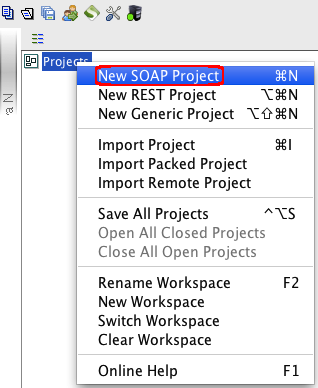 Projects
New SOAP Project ⌘N
New REST Project ⌥⌘N
New Generic Project ⌥⇧⌘N
Import Project ⌘I
Import Packed Project
Import Remote Project
Save All Projects ^⌥S
Open All Closed Projects
Close All Open Projects
Rename Workspace F2
New Workspace
Switch Workspace
Clear Workspace
Online Help F1